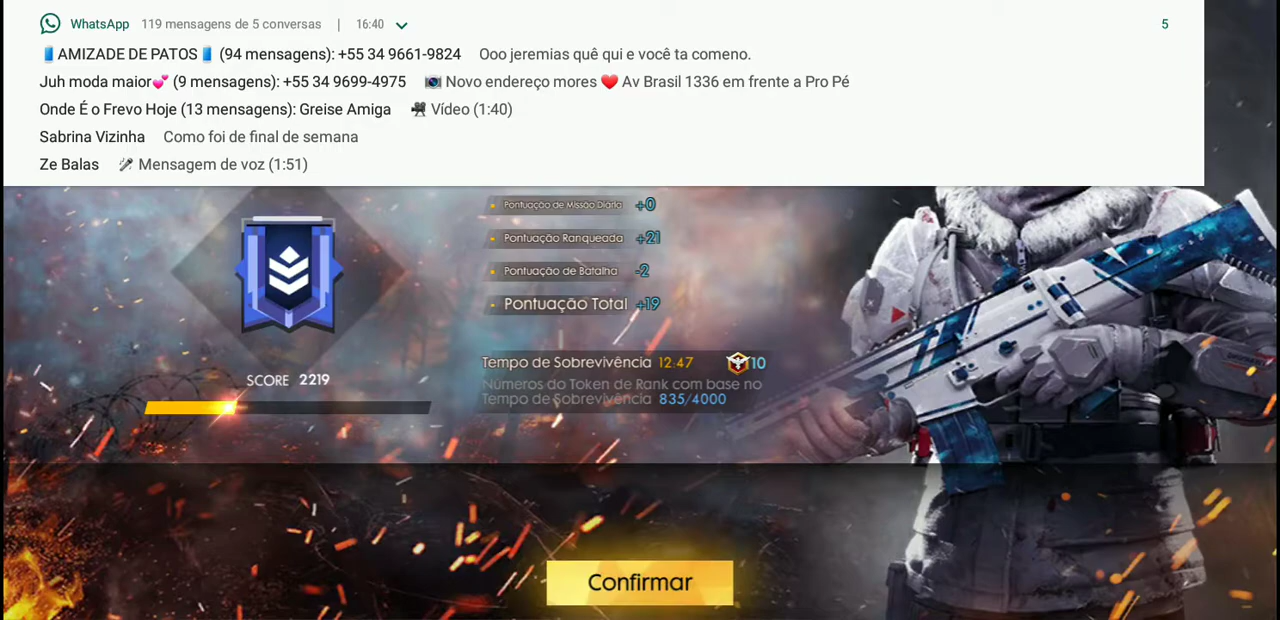 WhatsApp 119 mensagens de 5 conversas | 16:40 5
📘AMIZADE DE PATOS📘 (94 mensagens): +55 34 9661-9824 Ooo jeremias quê qui e você ta comeno.
Juh moda maior💕 (9 mensagens): +55 34 9699-4975 📷 Novo endereço mores ❤️ Av Brasil 1336 em frente a Pro Pé
Onde É o Frevo Hoje (13 mensagens): Greise Amiga 🎥 Vídeo (1:40)
Sabrina Vizinha Como foi de final de semana
Ze Balas 🎤 Mensagem de voz (1:51)
Pontuação de Missão Diária +0
Pontuação Ranqueada +21
Pontuação de Batalha -2
Pontuação Total +19
SCORE 2219
Tempo de Sobrevivência 12:47 10
Números do Token de Rank com base no
Tempo de Sobrevivência 835/4000
Confirmar